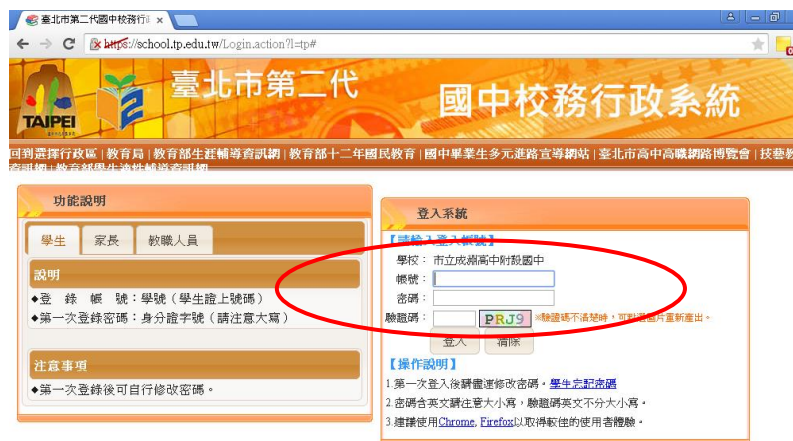 臺北市第二代國中校務行
https://school.tp.edu.tw/Login.action?l=tp#
TAIPEI
2
臺北市第二代
國中校務行政系統
回到選擇行政區 | 教育局 | 教育部生涯輔導資訊網 | 教育部十二年國民教育 | 國中畢業生多元進路宣導網站 | 臺北市高中高職網路博覽會 | 技藝教
資訊網 | 教育部學生適性輔導資訊網
功能說明
學生 家長 教職人員
說明
◆登 錄 帳 號：學號（學生證上號碼）
◆第一次登錄密碼：身分證字號（請注意大寫）
注意事項
◆第一次登錄後可自行修改密碼。
登入系統
【請輸入登入帳號】
學校： 市立成淵高中附設國中
帳號：
密碼：
驗證碼： PRJ9 ※驗證碼不清楚時，可點選圖片重新產出。
登入 清除
【操作說明】
1.第一次登入後請儘速修改密碼。學生忘記密碼
2.密碼含英文請注意大小寫，驗證碼英文不分大小寫。
3.建議使用Chrome, Firefox以取得較佳的使用者體驗。